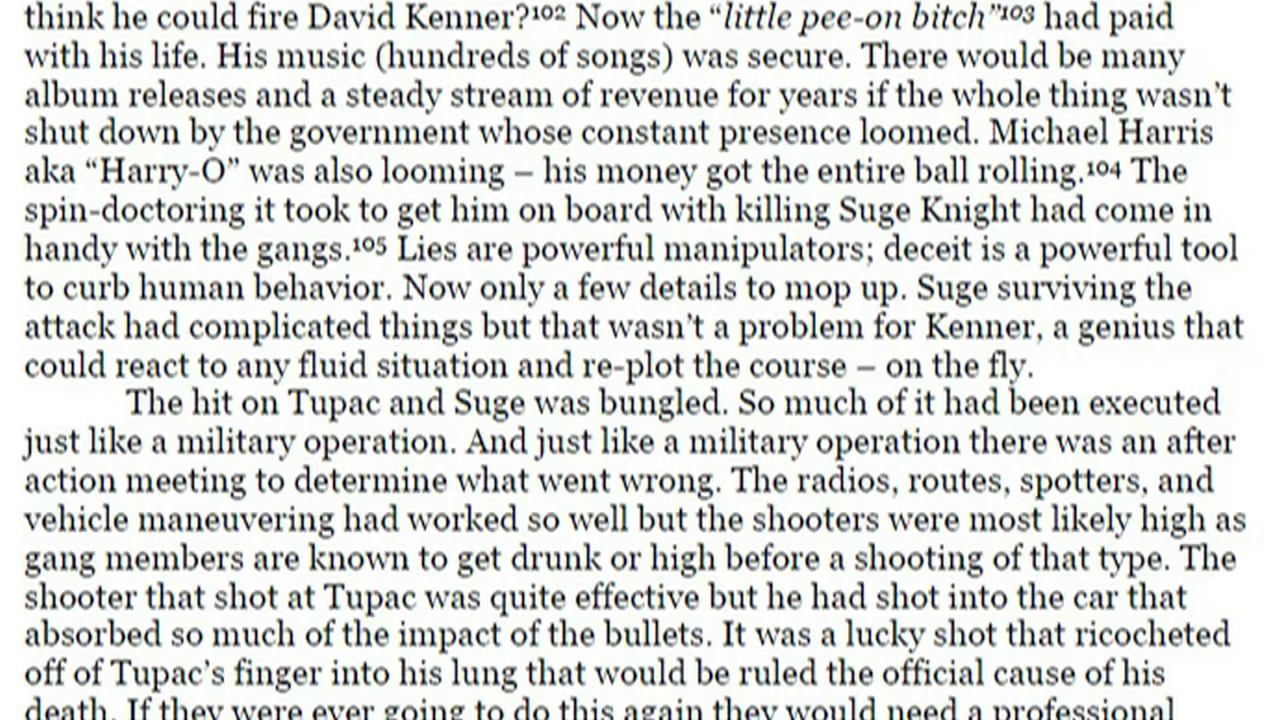 think he could fire David Kenner?¹⁰² Now the “little pee-on bitch”¹⁰³ had paid
with his life. His music (hundreds of songs) was secure. There would be many
album releases and a steady stream of revenue for years if the whole thing wasn’t
shut down by the government whose constant presence loomed. Michael Harris
aka “Harry-O” was also looming – his money got the entire ball rolling.¹⁰⁴ The
spin-doctoring it took to get him on board with killing Suge Knight had come in
handy with the gangs.¹⁰⁵ Lies are powerful manipulators; deceit is a powerful tool
to curb human behavior. Now only a few details to mop up. Suge surviving the
attack had complicated things but that wasn’t a problem for Kenner, a genius that
could react to any fluid situation and re-plot the course – on the fly.
The hit on Tupac and Suge was bungled. So much of it had been executed
just like a military operation. And just like a military operation there was an after
action meeting to determine what went wrong. The radios, routes, spotters, and
vehicle maneuvering had worked so well but the shooters were most likely high as
gang members are known to get drunk or high before a shooting of that type. The
shooter that shot at Tupac was quite effective but he had shot into the car that
absorbed so much of the impact of the bullets. It was a lucky shot that ricocheted
off of Tupac’s finger into his lung that would be ruled the official cause of his
death. If they were ever going to do this again they would need a professional